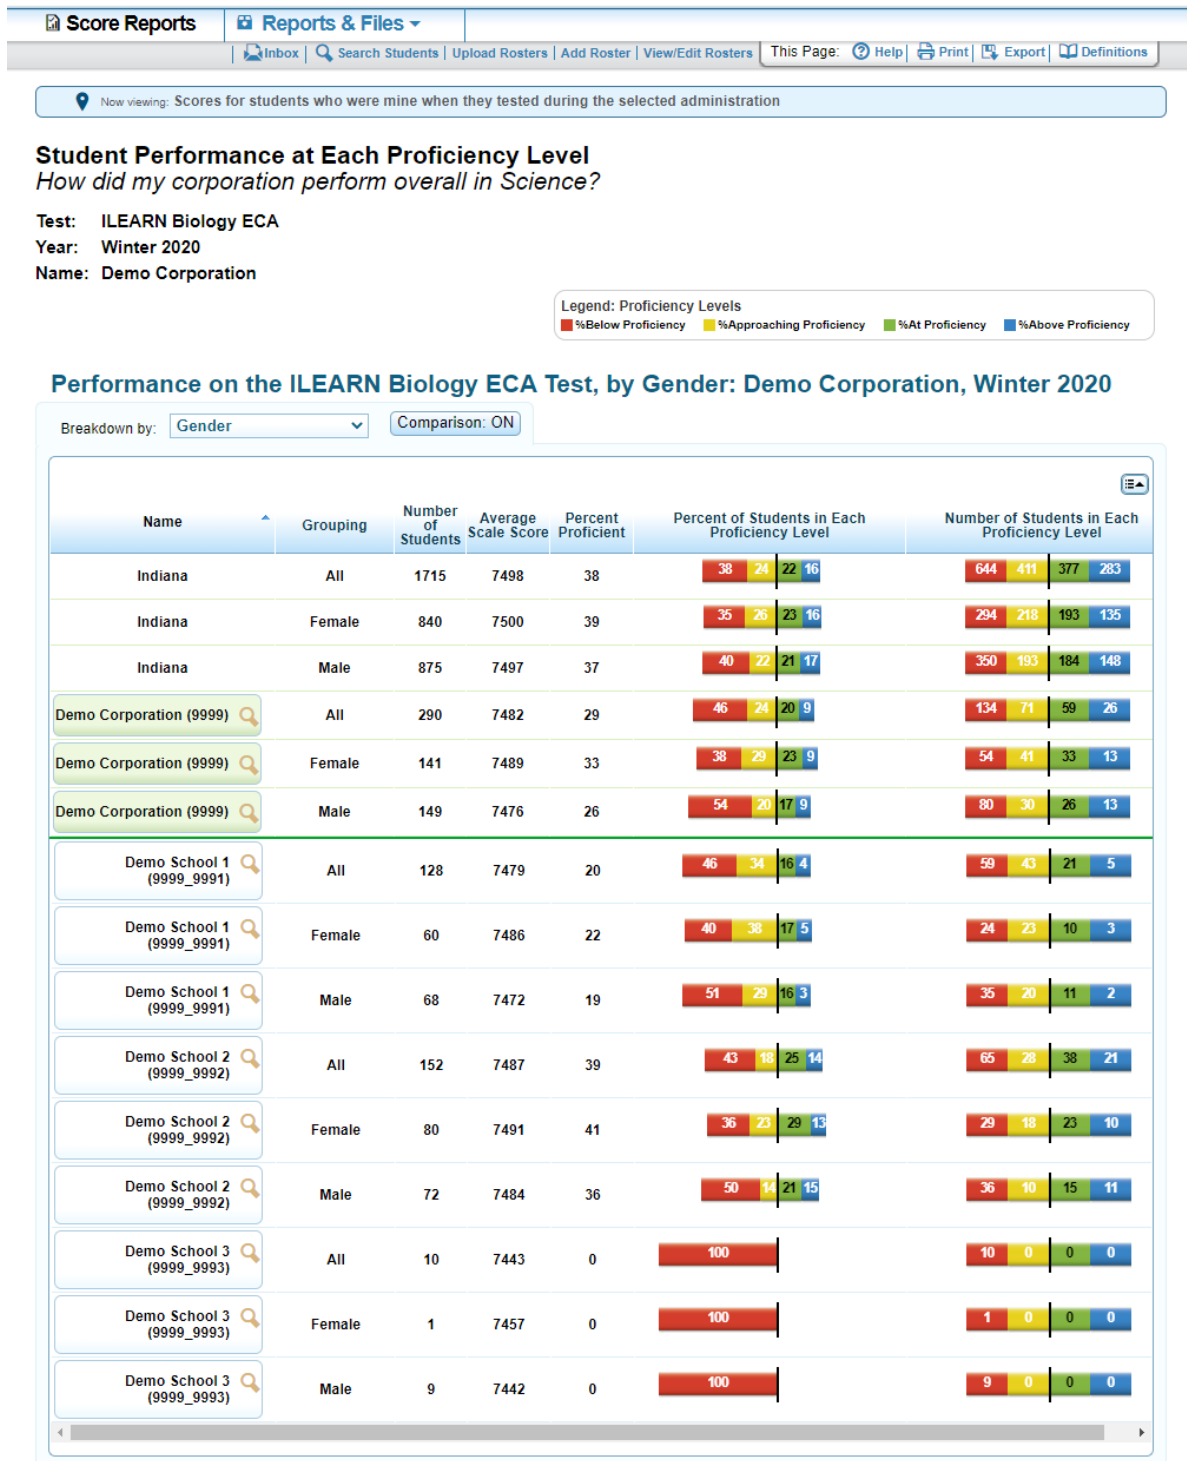 Score Reports Reports & Files
Inbox | Search Students | Upload Rosters | Add Roster | View/Edit Rosters This Page: Help | Print | Export | Definitions
Now viewing: Scores for students who were mine when they tested during the selected administration
Student Performance at Each Proficiency Level
How did my corporation perform overall in Science?
Test: ILEARN Biology ECA
Year: Winter 2020
Name: Demo Corporation
Legend: Proficiency Levels
%Below Proficiency %Approaching Proficiency %At Proficiency %Above Proficiency
Performance on the ILEARN Biology ECA Test, by Gender: Demo Corporation, Winter 2020
Breakdown by: Gender Comparison: ON
Name Grouping Number of Students Average Scale Score Percent Proficient Percent of Students in Each Proficiency Level Number of Students in Each Proficiency Level
Indiana All 1715 7498 38 38 24 22 16 644 411 377 283
Indiana Female 840 7500 39 35 26 23 16 294 218 193 135
Indiana Male 875 7497 37 40 22 21 17 350 193 184 148
Demo Corporation (9999) All 290 7482 29 46 24 20 9 134 71 59 26
Demo Corporation (9999) Female 141 7489 33 38 29 23 9 54 41 33 13
Demo Corporation (9999) Male 149 7476 26 54 20 17 9 80 30 26 13
Demo School 1 (9999_9991) All 128 7479 20 46 34 16 4 59 43 21 5
Demo School 1 (9999_9991) Female 60 7486 22 40 38 17 5 24 23 10 3
Demo School 1 (9999_9991) Male 68 7472 19 51 29 16 3 35 20 11 2
Demo School 2 (9999_9992) All 152 7487 39 43 18 25 14 65 28 38 21
Demo School 2 (9999_9992) Female 80 7491 41 36 23 29 13 29 18 23 10
Demo School 2 (9999_9992) Male 72 7484 36 50 14 21 15 36 10 15 11
Demo School 3 (9999_9993) All 10 7443 0 100 10 0 0 0
Demo School 3 (9999_9993) Female 1 7457 0 100 1 0 0 0
Demo School 3 (9999_9993) Male 9 7442 0 100 9 0 0 0